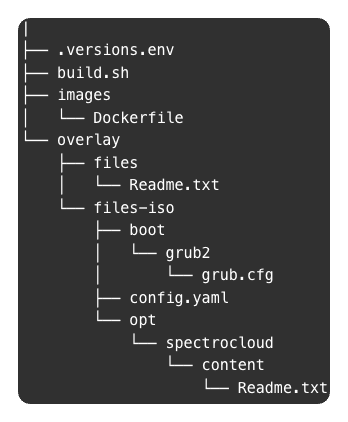 ├── .versions.env
├── build.sh
├── images
│   └── Dockerfile
└── overlay
    ├── files
    │   └── Readme.txt
    └── files-iso
        ├── boot
        │   └── grub2
        │       └── grub.cfg
        ├── config.yaml
        └── opt
            └── spectrocloud
                └── content
                    └── Readme.txt